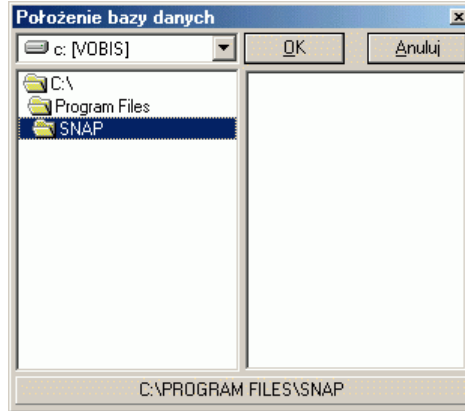 Położenie bazy danych
c: [VOBIS]
OK
Anuluj
C:\
Program Files
SNAP
C:\PROGRAM FILES\SNAP